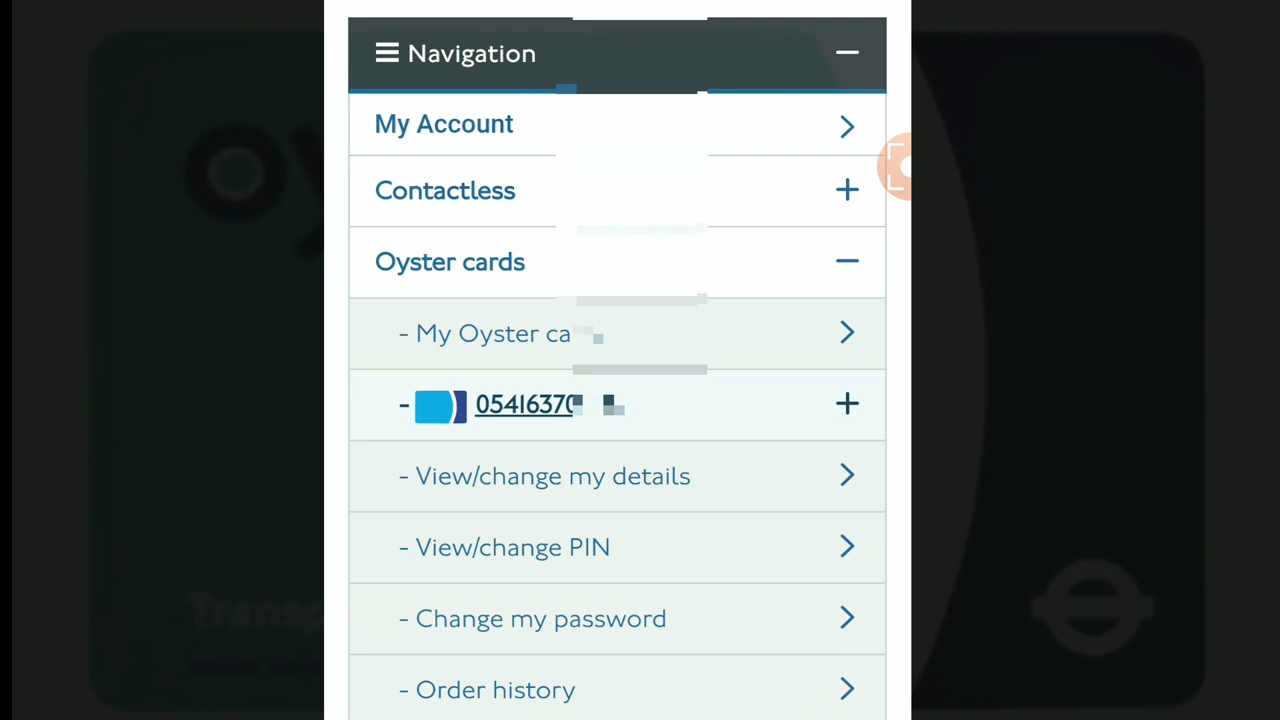 Navigation
My Account
Contactless
Oyster cards
- My Oyster ca
- 05416370
- View/change my details
- View/change PIN
- Change my password
- Order history